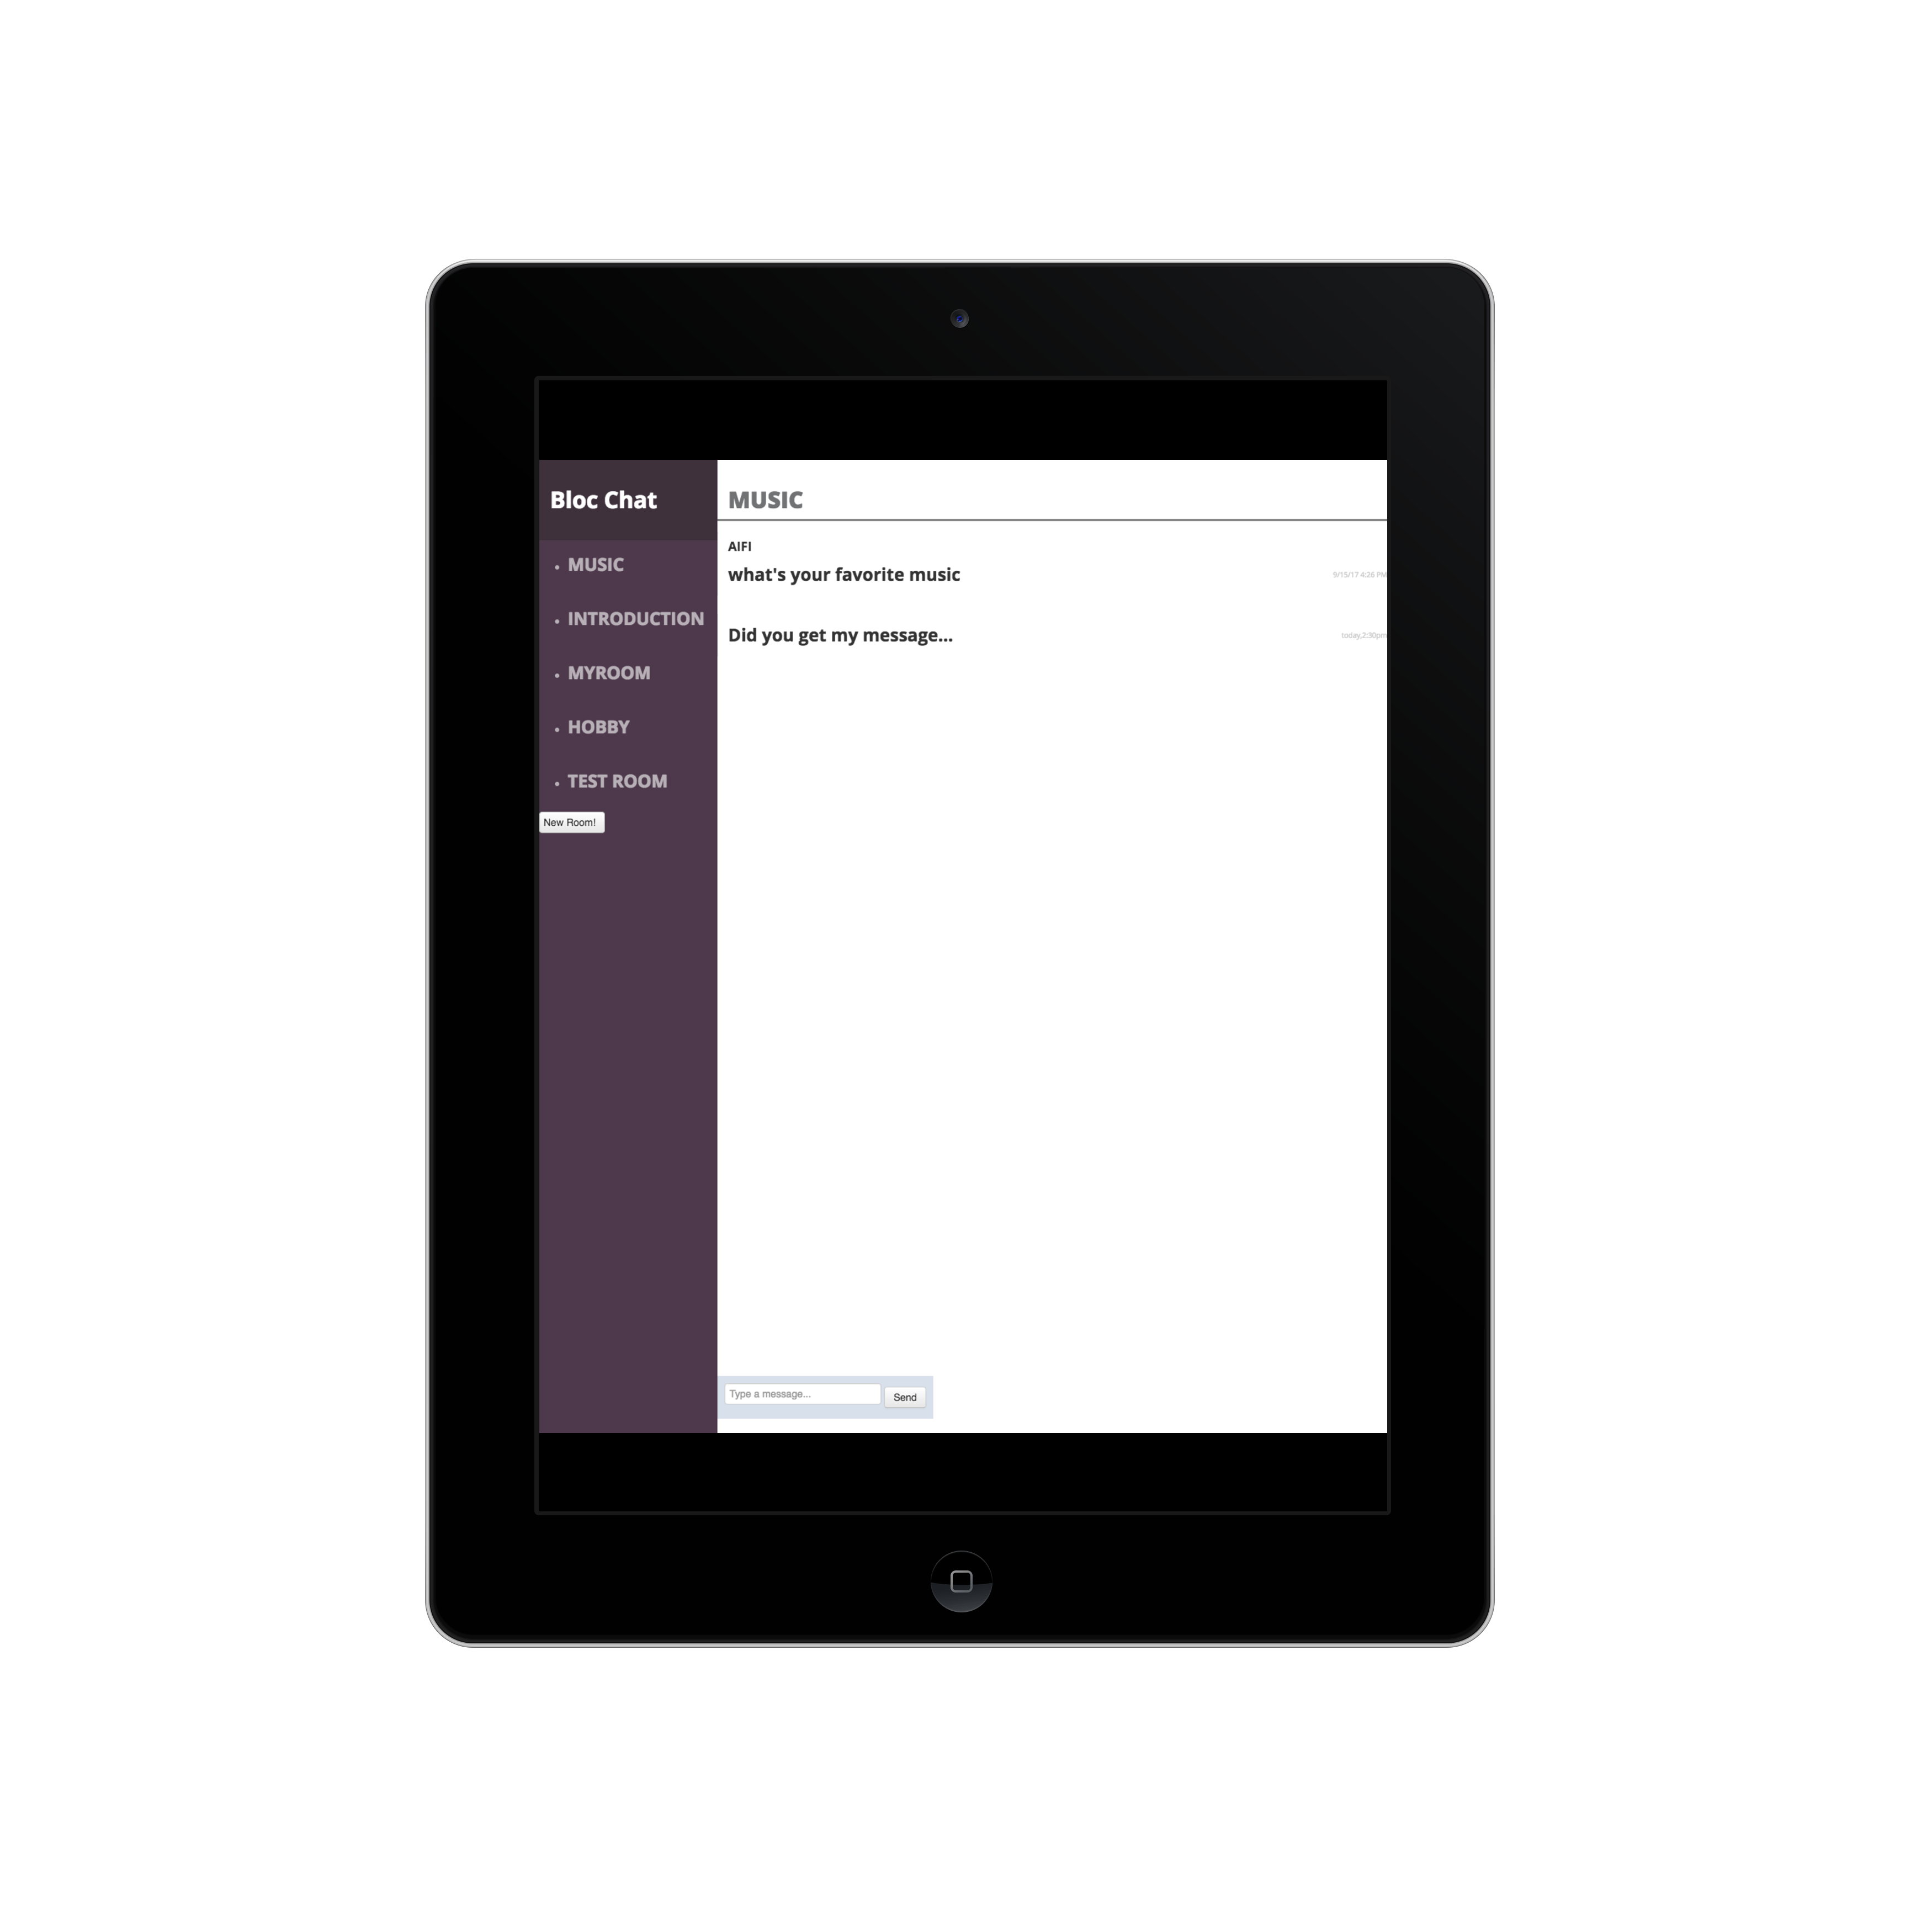 Bloc Chat
MUSIC
INTRODUCTION
MYROOM
HOBBY
TEST ROOM
New Room!
MUSIC
AIFI
what's your favorite music
9/15/17 4:26 PM
Did you get my message...
today,2:30pm
Type a message...
Send